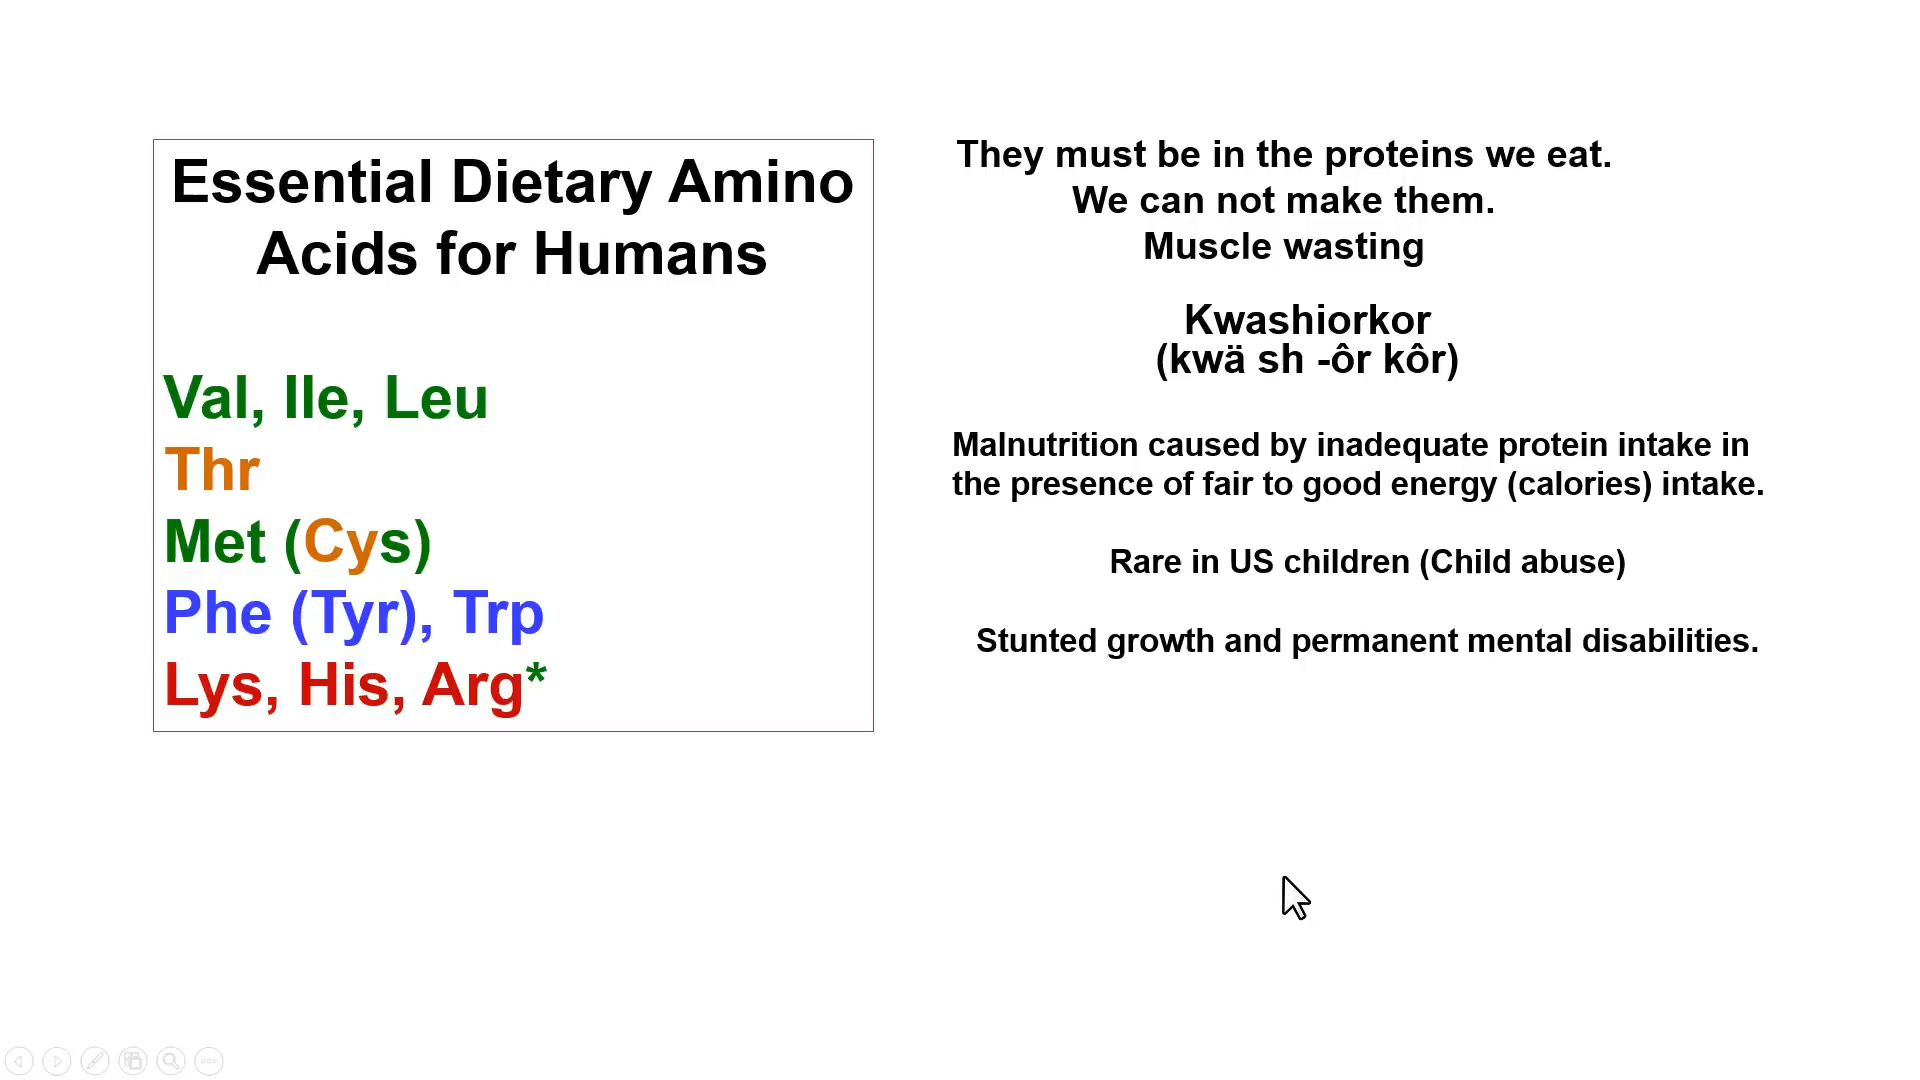 Essential Dietary Amino
Acids for Humans
Val, Ile, Leu
Thr
Met (Cys)
Phe (Tyr), Trp
Lys, His, Arg*
They must be in the proteins we eat.
We can not make them.
Muscle wasting
Kwashiorkor
(kwä sh -ôr kôr)
Malnutrition caused by inadequate protein intake in
the presence of fair to good energy (calories) intake.
Rare in US children (Child abuse)
Stunted growth and permanent mental disabilities.